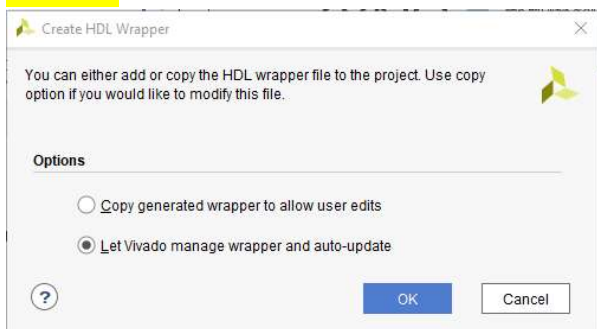 Create HDL Wrapper
You can either add or copy the HDL wrapper file to the project. Use copy
option if you would like to modify this file.
Options
Copy generated wrapper to allow user edits
Let Vivado manage wrapper and auto-update
?
OK
Cancel